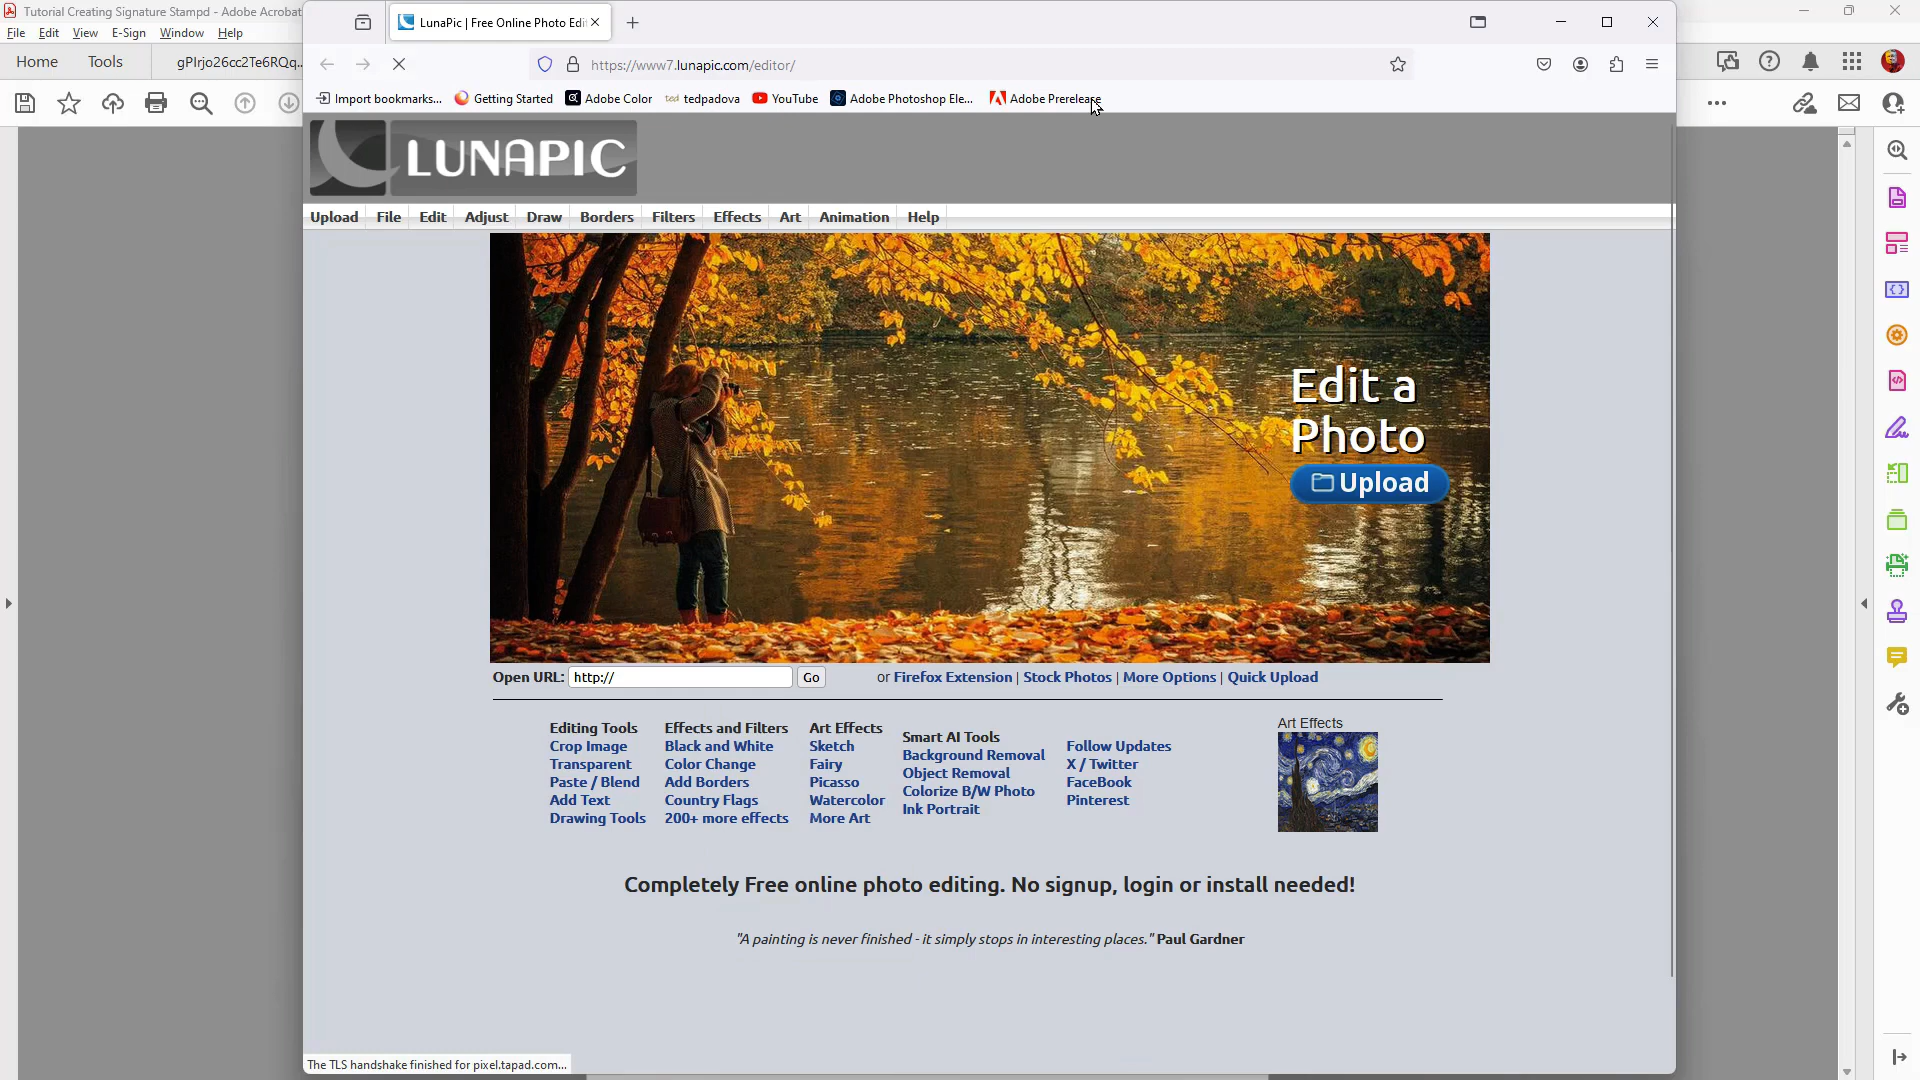 Tutorial Creating Signature Stampd - Adobe Acrobat
LunaPic | Free Online Photo Edi
File Edit View E-Sign Window Help
Home Tools gPIrjo26cc2Te6RQq...
https://www7.lunapic.com/editor/
Import bookmarks... Getting Started Adobe Color ted tedpadova YouTube Adobe Photoshop Ele... Adobe Prerelease
LUNAPIC
Upload File Edit Adjust Draw Borders Filters Effects Art Animation Help
Edit a
Photo
Upload
Open URL: http:// Go or Firefox Extension | Stock Photos | More Options | Quick Upload
Editing Tools
Crop Image
Transparent
Paste / Blend
Add Text
Drawing Tools
Effects and Filters
Black and White
Color Change
Add Borders
Country Flags
200+ more effects
Art Effects
Sketch
Fairy
Picasso
Watercolor
More Art
Smart AI Tools
Background Removal
Object Removal
Colorize B/W Photo
Ink Portrait
Follow Updates
X / Twitter
FaceBook
Pinterest
Art Effects
Completely Free online photo editing. No signup, login or install needed!
"A painting is never finished - it simply stops in interesting places." Paul Gardner
The TLS handshake finished for pixel.tapad.com...